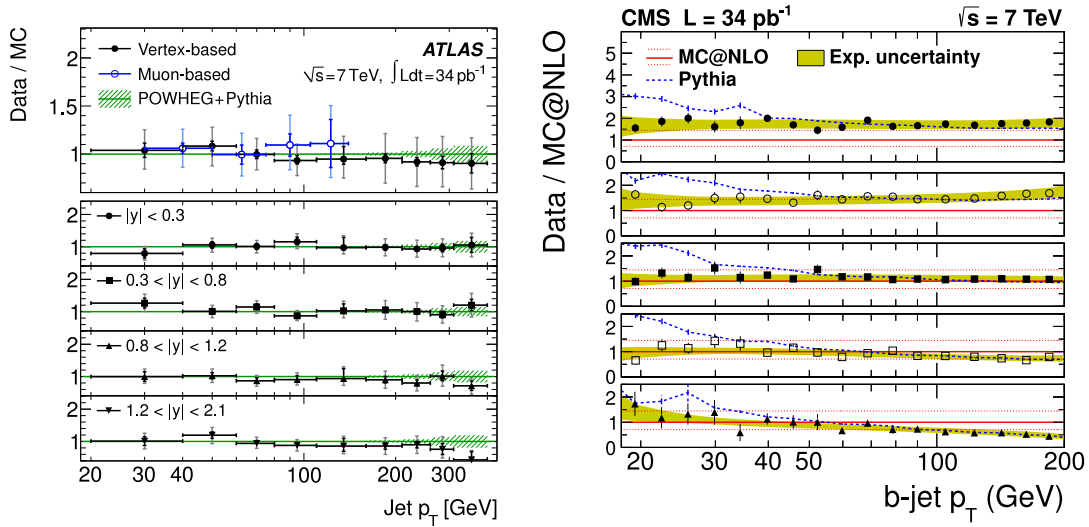 Data / MC
2
1.5
1
Vertex-based
Muon-based
POWHEG+Pythia
ATLAS
√s=7 TeV, ∫ Ldt=34 pb⁻¹
|y| < 0.3
2
1
0.3 < |y| < 0.8
2
1
0.8 < |y| < 1.2
2
1
1.2 < |y| < 2.1
2
1
20 30 40 100 200 300
Jet p_T [GeV]
CMS L = 34 pb⁻¹ √s = 7 TeV
Data / MC@NLO
MC@NLO
Pythia
Exp. uncertainty
6
5
4
3
2
1
0
2
1
0
2
1
0
2
1
0
2
1
0
20 30 40 50 100 200
b-jet p_T (GeV)